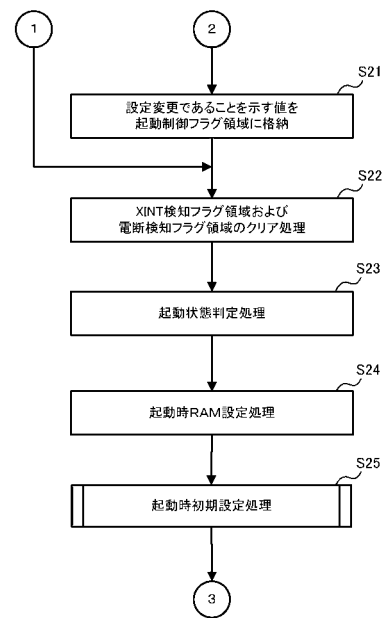 1
2
S21
設定変更であることを示す値を
起動制御フラグ領域に格納
S22
XINT検知フラグ領域および
電断検知フラグ領域のクリア処理
S23
起動状態判定処理
S24
起動時RAM設定処理
S25
起動時初期設定処理
3